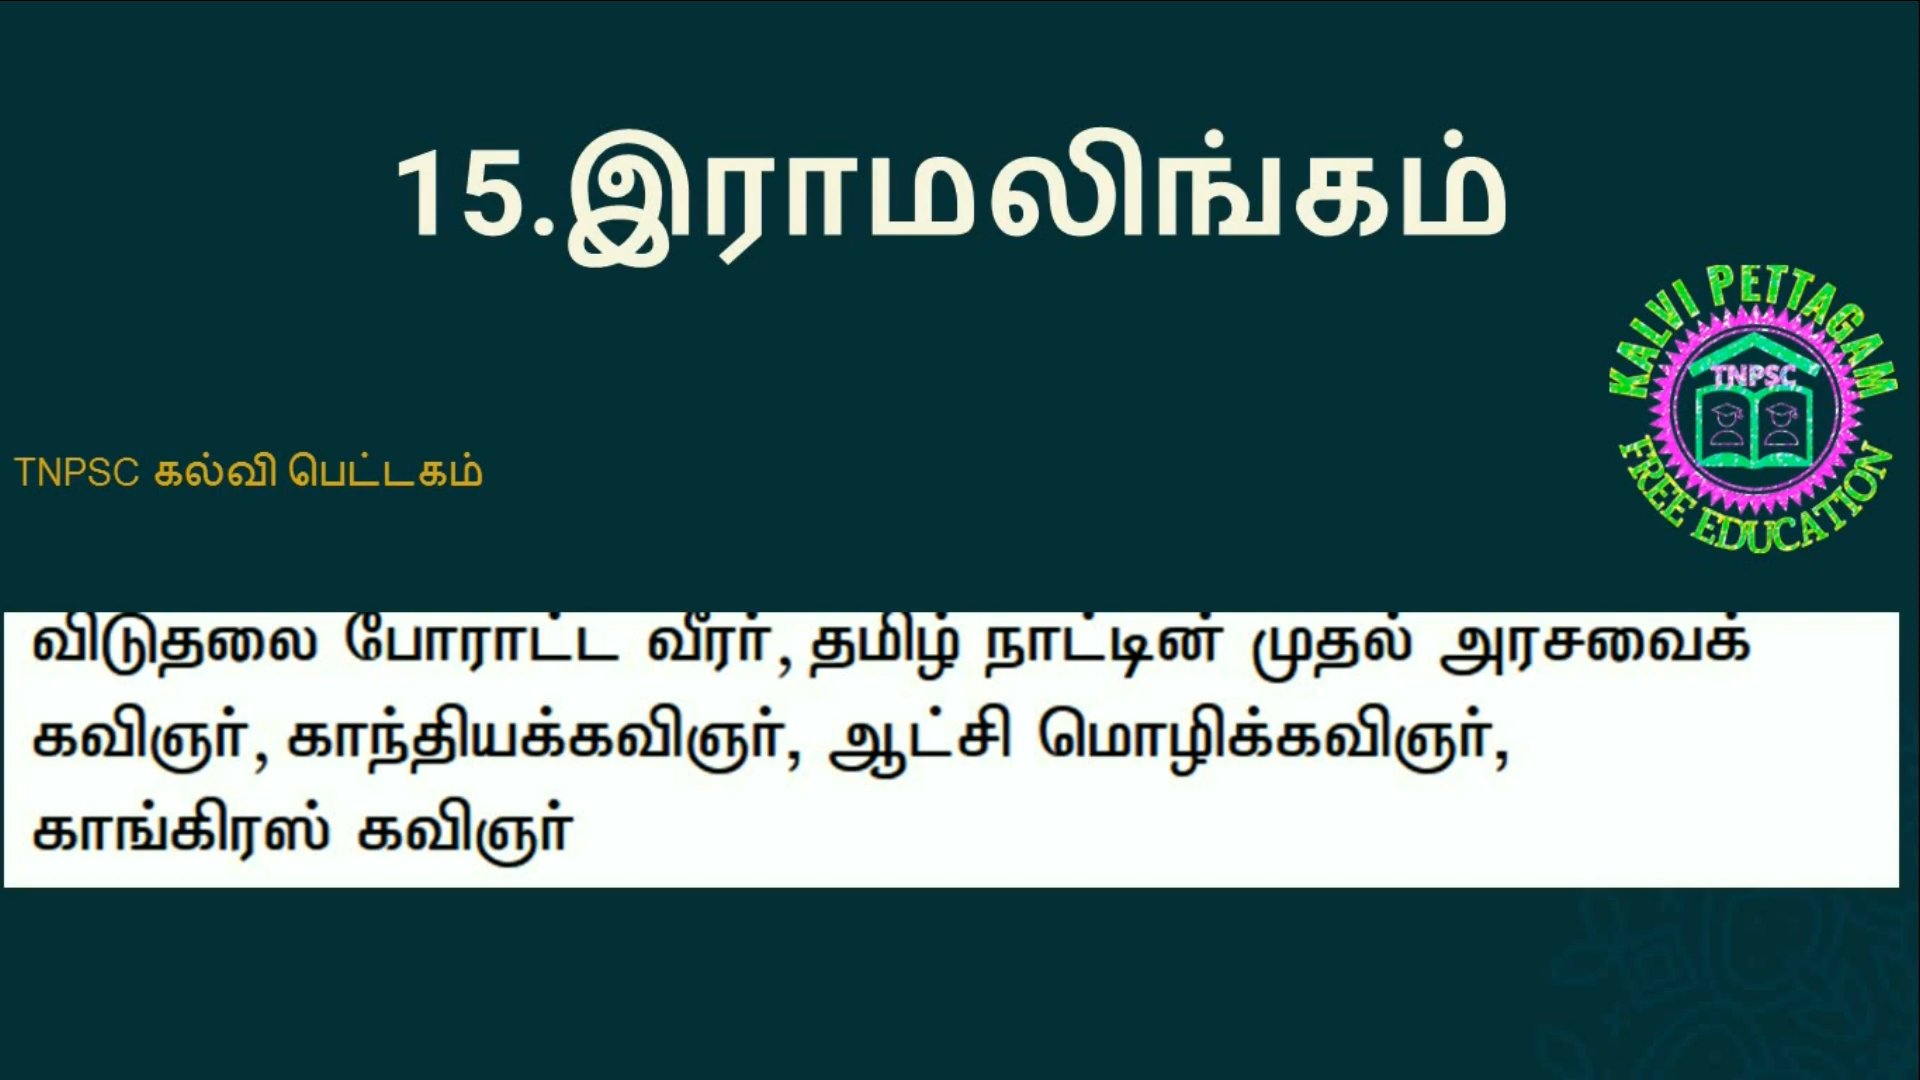 15.இராமலிங்கம்
KALVI PETTAGAM
TNPSC
FREE EDUCATION
TNPSC கல்வி பெட்டகம்
விடுதலை போராட்ட வீரர், தமிழ் நாட்டின் முதல் அரசவைக்
கவிஞர், காந்தியக்கவிஞர், ஆட்சி மொழிக்கவிஞர்,
காங்கிரஸ் கவிஞர்